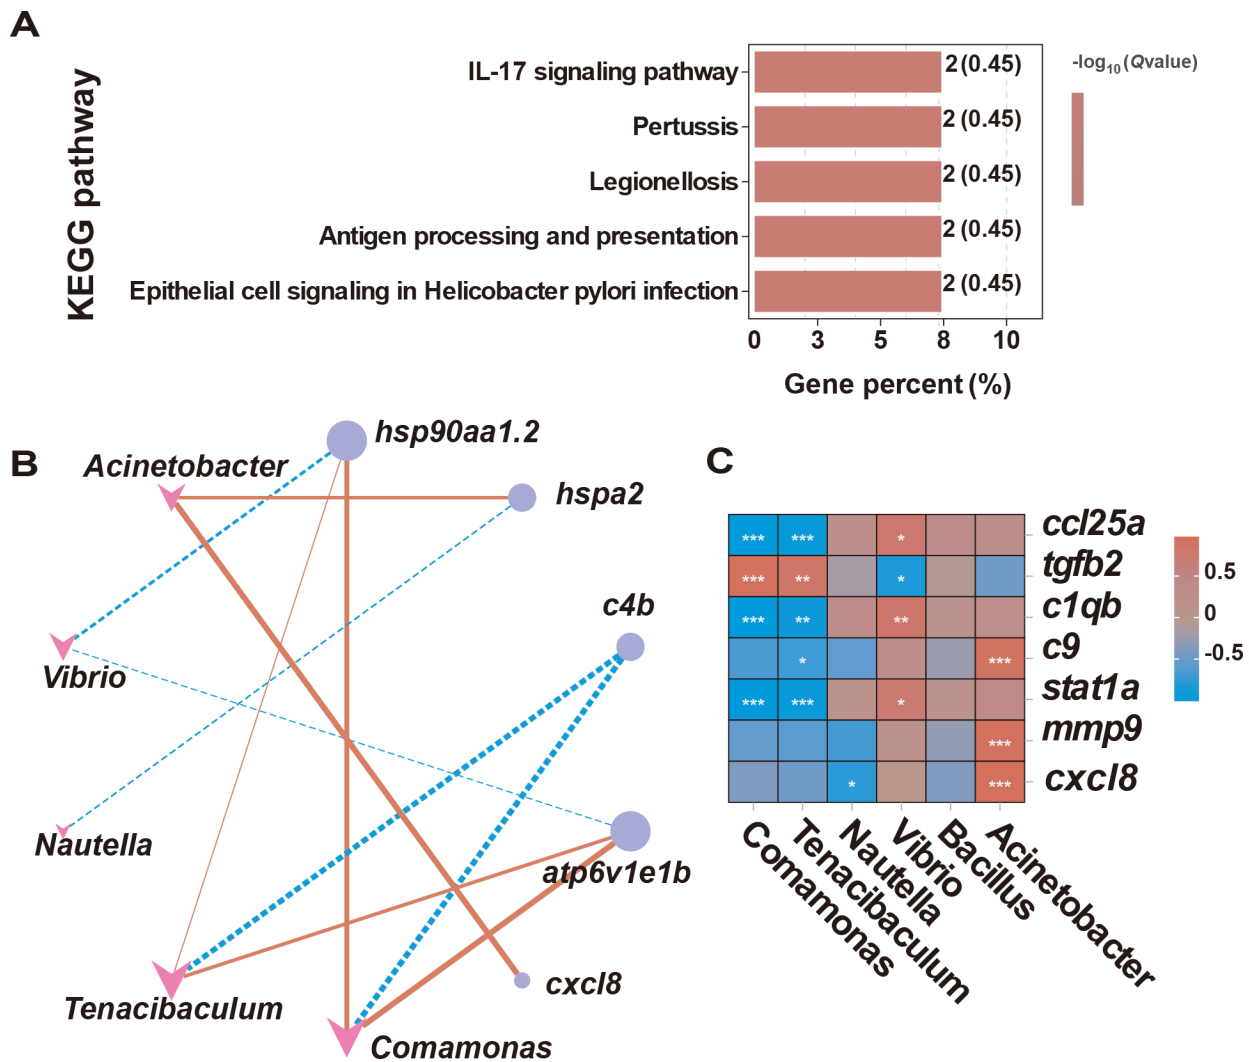 A
KEGG pathway
IL-17 signaling pathway
2 (0.45)
Pertussis
2 (0.45)
Legionellosis
2 (0.45)
Antigen processing and presentation
2 (0.45)
Epithelial cell signaling in Helicobacter pylori infection
2 (0.45)
0 3 5 8 10
Gene percent (%)
-log10(Qvalue)
B
hsp90aa1.2
Acinetobacter
hspa2
c4b
Vibrio
Nautella
atp6v1e1b
Tenacibaculum
cxcl8
Comamonas
C
*** *** * ccl25a
*** ** * tgfb2
*** ** ** c1qb
* *** c9
*** *** * stat1a
*** mmp9
* *** cxcl8
0.5
0
-0.5
Comamonas
Tenacibaculum
Nautella
Vibrio
Bacillus
Acinetobacter